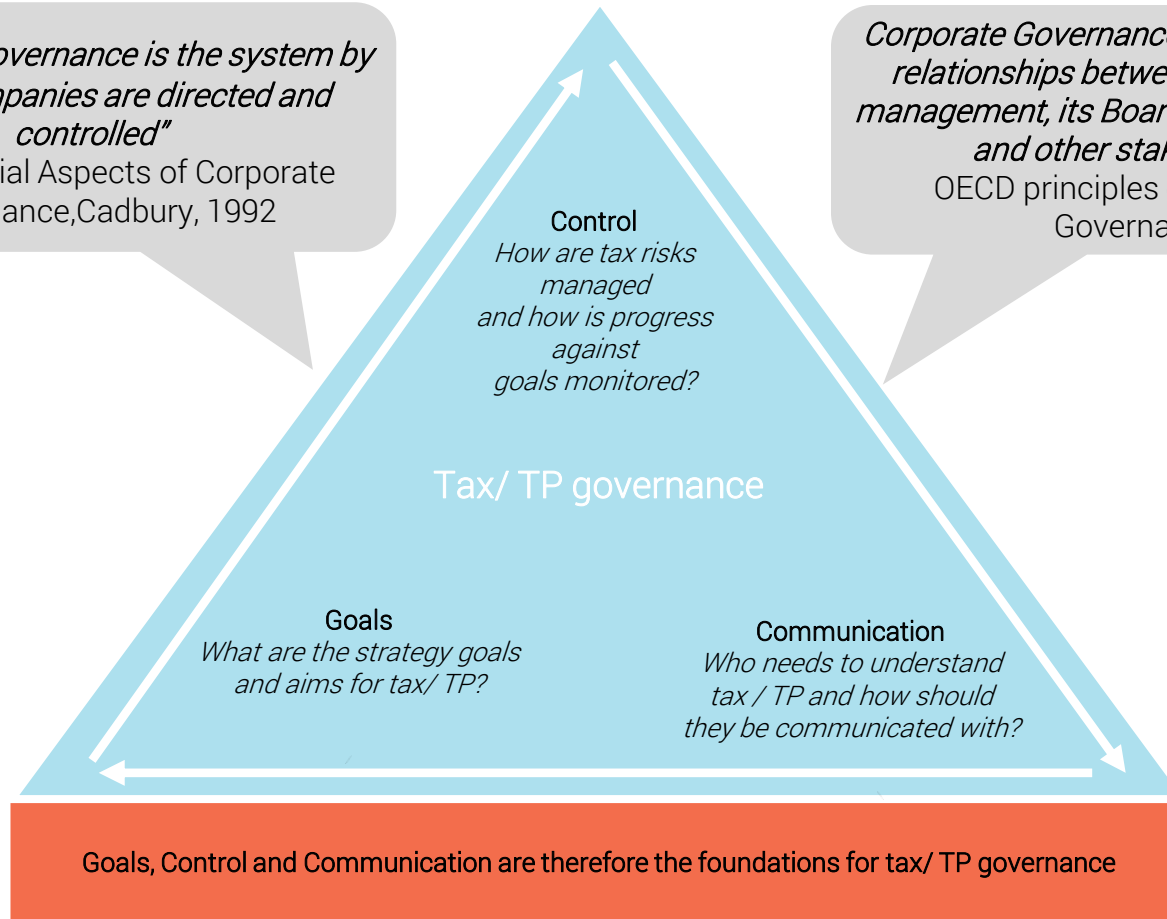 overnance is the system by
panies are directed and
controlled”
ial Aspects of Corporate
ance,Cadbury, 1992
Corporate Governance
relationships betwe
management, its Boar
and other sta
OECD principles
Governa
Control
How are tax risks
managed
and how is progress
against
goals monitored?
Tax/ TP governance
Goals
What are the strategy goals
and aims for tax/ TP?
Communication
Who needs to understand
tax / TP and how should
they be communicated with?
Goals, Control and Communication are therefore the foundations for tax/ TP governance